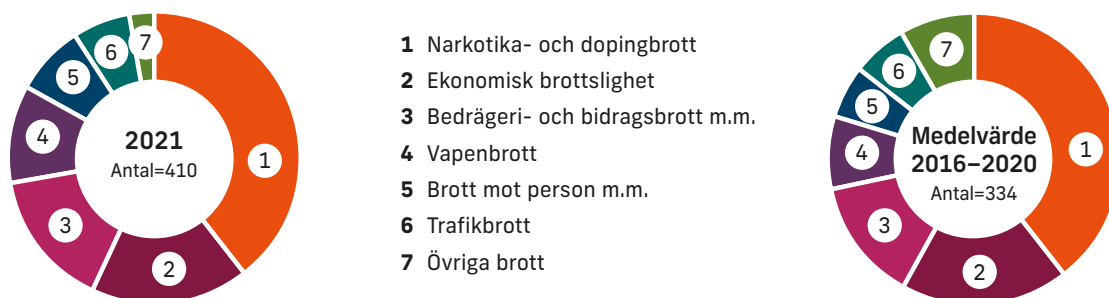 7
6
5
4
3
2
1
2021
Antal=410
1 Narkotika- och dopingbrott
2 Ekonomisk brottslighet
3 Bedrägeri- och bidragsbrott m.m.
4 Vapenbrott
5 Brott mot person m.m.
6 Trafikbrott
7 Övriga brott
7
6
5
4
3
2
1
Medelvärde
2016–2020
Antal=334